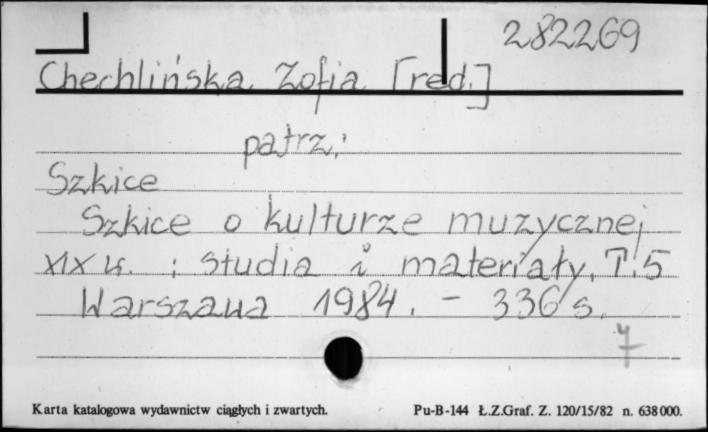 282269
Chechlińska Zofia [red.]
patrz:
Szkice
Szkice o kulturze muzycznej
XIX w. : studia i materiały. T. 5
Warszawa 1984. - 336 s.
7
Karta katalogowa wydawnictw ciągłych i zwartych. Pu-B-144 Ł.Z.Graf. Z. 120/15/82 n. 638000.